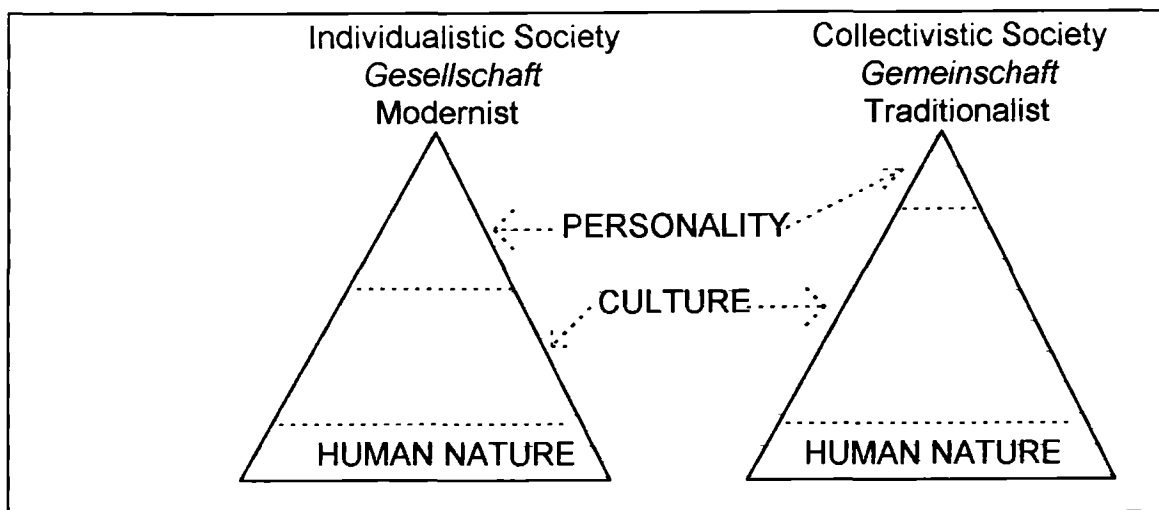 Individualistic Society
Gesellschaft
Modernist
Collectivistic Society
Gemeinschaft
Traditionalist
PERSONALITY
CULTURE
HUMAN NATURE
HUMAN NATURE